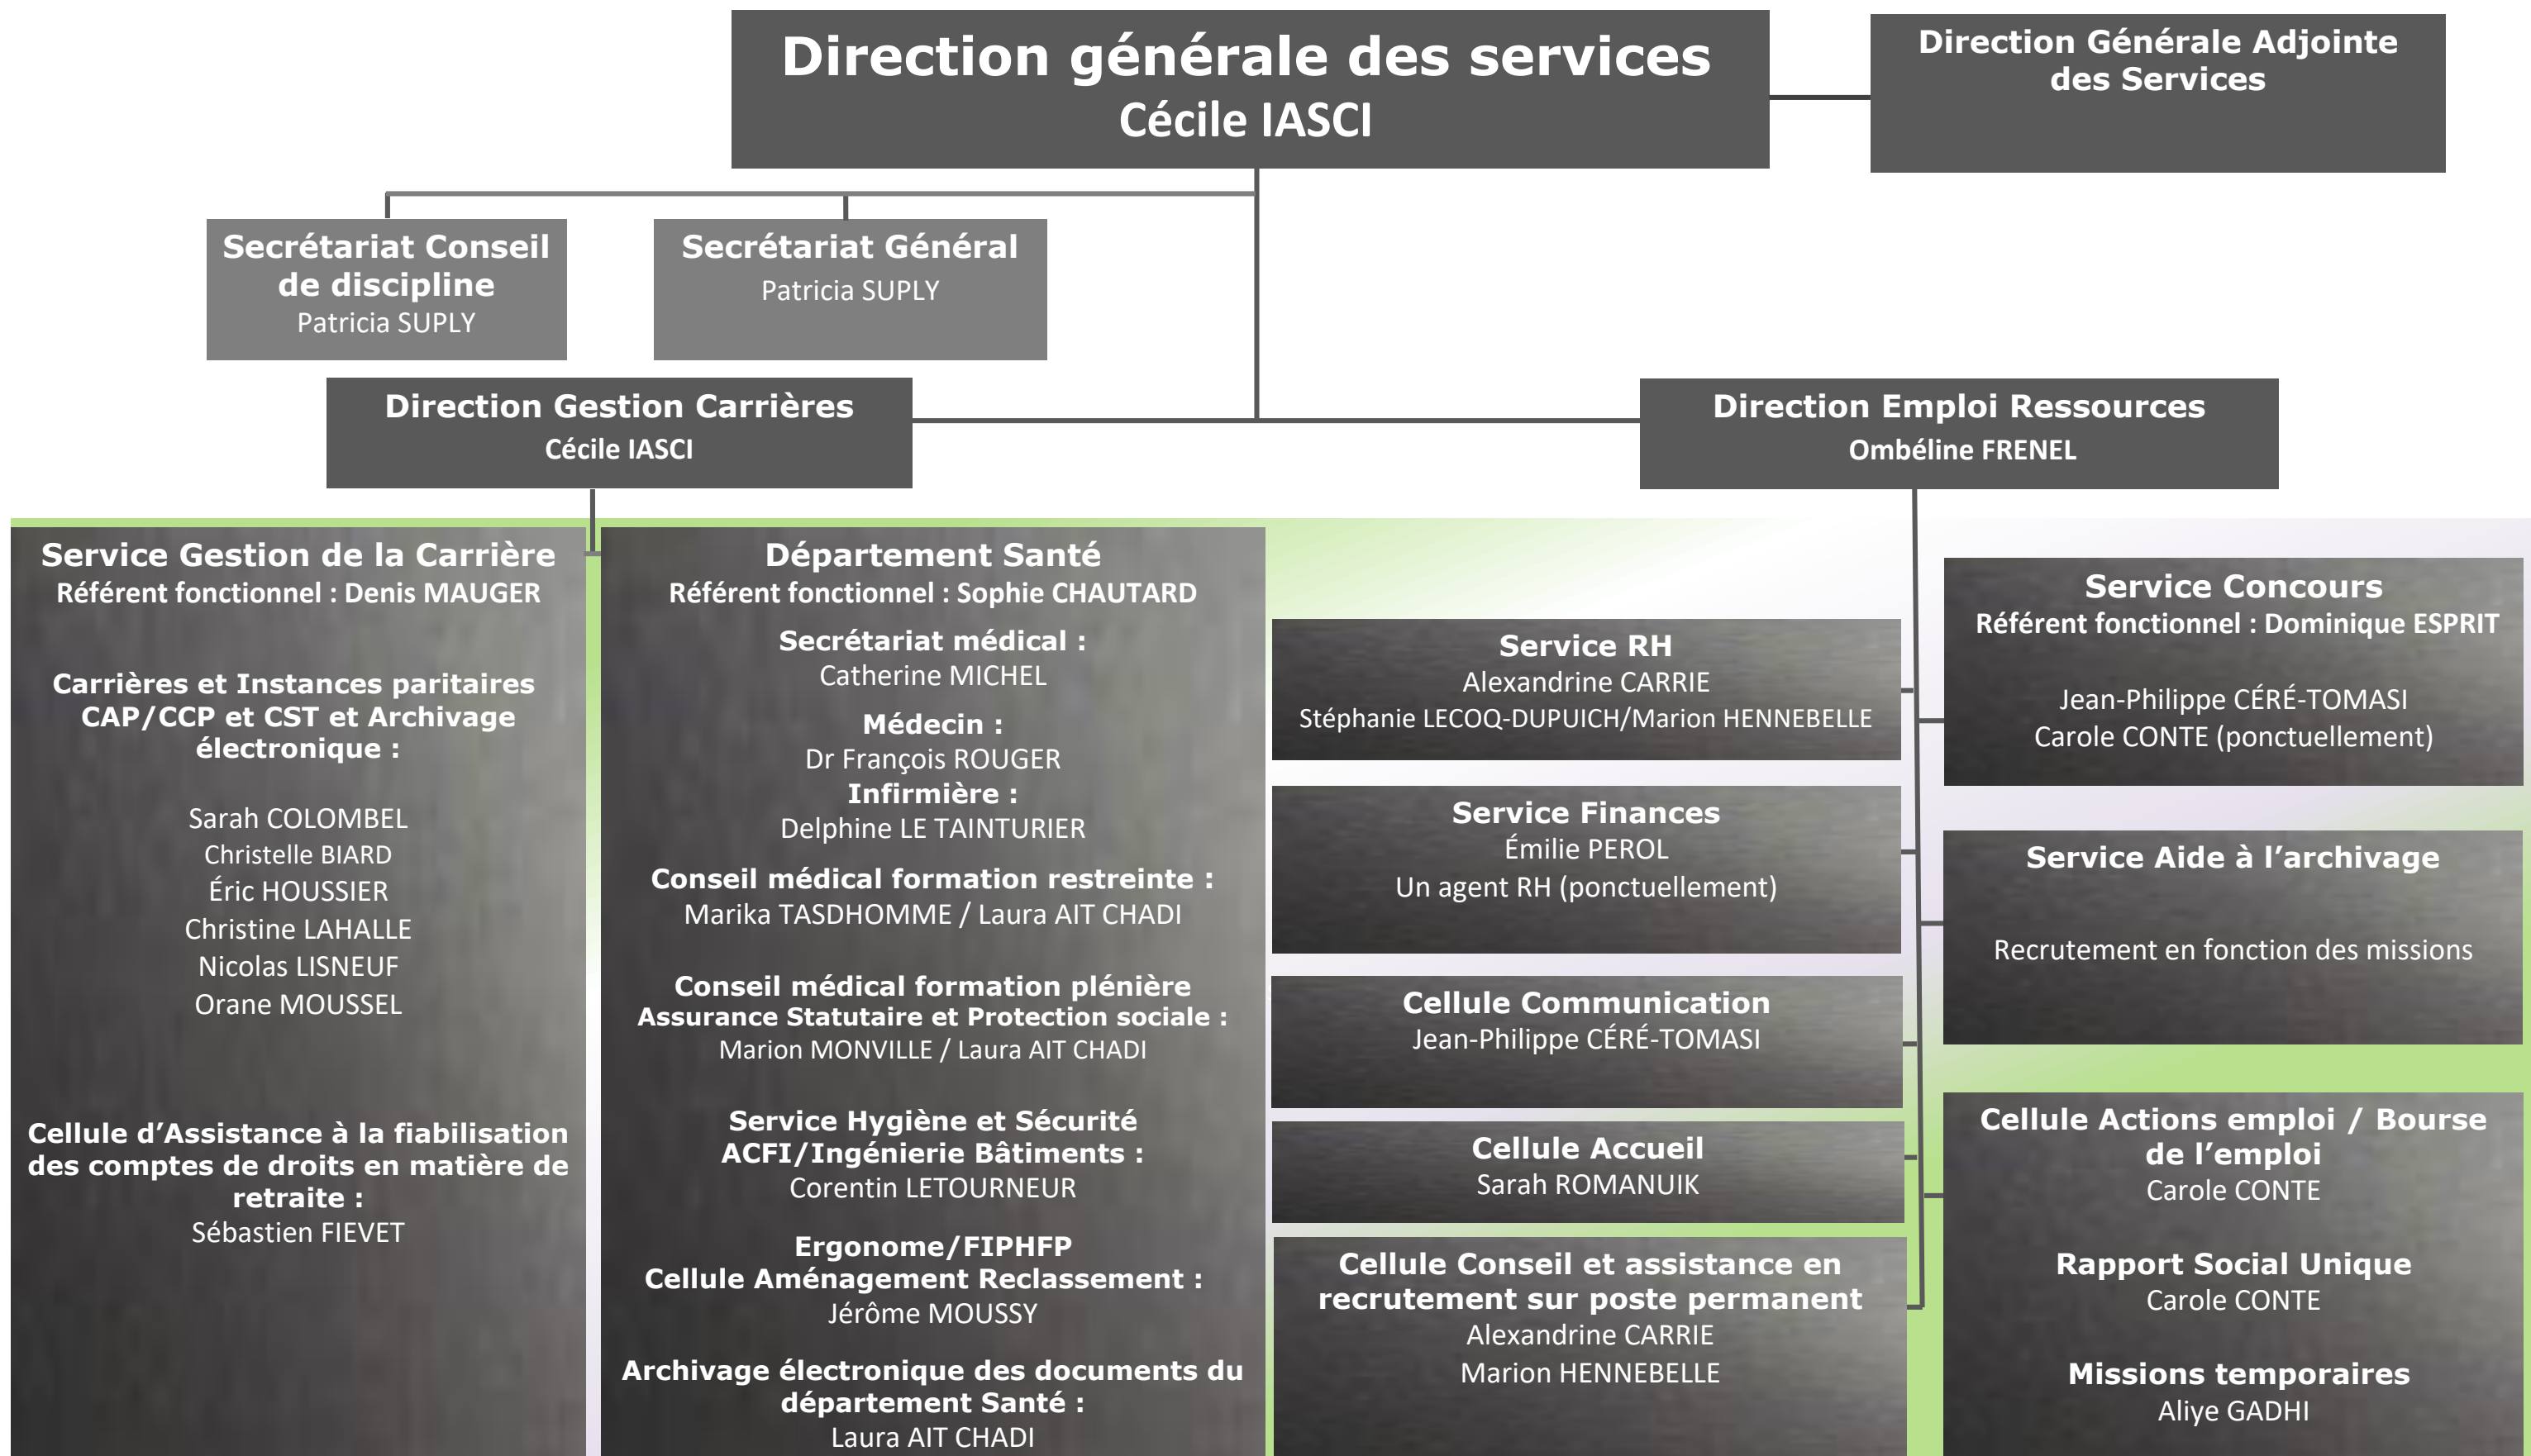 Direction générale des services
Cécile IASCI
Direction Générale Adjointe
des Services
Secrétariat Conseil
de discipline
Patricia SUPLY
Secrétariat Général
Patricia SUPLY
Direction Gestion Carrières
Cécile IASCI
Direction Emploi Ressources
Ombéline FRENEL
Service Gestion de la Carrière
Référent fonctionnel : Denis MAUGER
Carrières et Instances paritaires
CAP/CCP et CST et Archivage
électronique :
Sarah COLOMBEL
Christelle BIARD
Éric HOUSSIER
Christine LAHALLE
Nicolas LISNEUF
Orane MOUSSEL
Cellule d’Assistance à la fiabilisation
des comptes de droits en matière de
retraite :
Sébastien FIEVET
Département Santé
Référent fonctionnel : Sophie CHAUTARD
Secrétariat médical :
Catherine MICHEL
Médecin :
Dr François ROUGER
Infirmière :
Delphine LE TAINTURIER
Conseil médical formation restreinte :
Marika TASDHOMME / Laura AIT CHADI
Conseil médical formation plénière
Assurance Statutaire et Protection sociale :
Marion MONVILLE / Laura AIT CHADI
Service Hygiène et Sécurité
ACFI/Ingénierie Bâtiments :
Corentin LETOURNEUR
Ergonome/FIPHFP
Cellule Aménagement Reclassement :
Jérôme MOUSSY
Archivage électronique des documents du
département Santé :
Laura AIT CHADI
Service RH
Alexandrine CARRIE
Stéphanie LECOQ-DUPUICH/Marion HENNEBELLE
Service Finances
Émilie PEROL
Un agent RH (ponctuellement)
Cellule Communication
Jean-Philippe CÉRÉ-TOMASI
Cellule Accueil
Sarah ROMANUIK
Cellule Conseil et assistance en
recrutement sur poste permanent
Alexandrine CARRIE
Marion HENNEBELLE
Service Concours
Référent fonctionnel : Dominique ESPRIT
Jean-Philippe CÉRÉ-TOMASI
Carole CONTE (ponctuellement)
Service Aide à l’archivage
Recrutement en fonction des missions
Cellule Actions emploi / Bourse
de l’emploi
Carole CONTE
Rapport Social Unique
Carole CONTE
Missions temporaires
Aliye GADHI